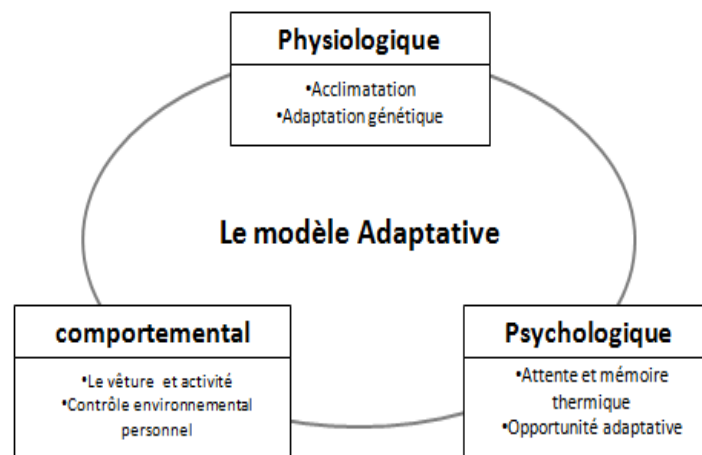 Physiologique
•Acclimatation
•Adaptation génétique
Le modèle Adaptative
comportemental
•Le vêture et activité
•Contrôle environnemental
personnel
Psychologique
•Attente et mémoire
thermique
•Opportunité adaptative